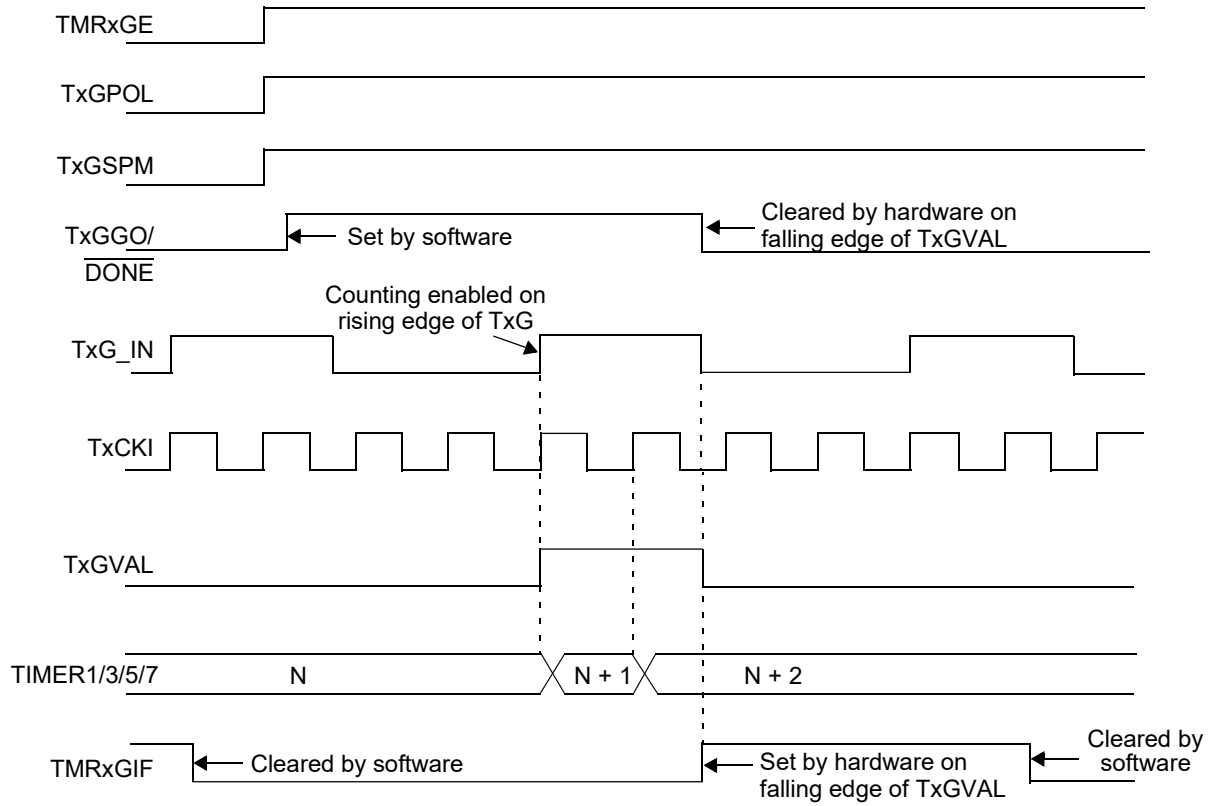 TMRxGE
TxGPOL
TxGSPM
TxGGO/
DONE
Set by software
Cleared by hardware on
falling edge of TxGVAL
Counting enabled on
rising edge of TxG
TxG_IN
TxCKI
TxGVAL
TIMER1/3/5/7
N
N + 1
N + 2
TMRxGIF
Cleared by software
Set by hardware on
falling edge of TxGVAL
Cleared by
software